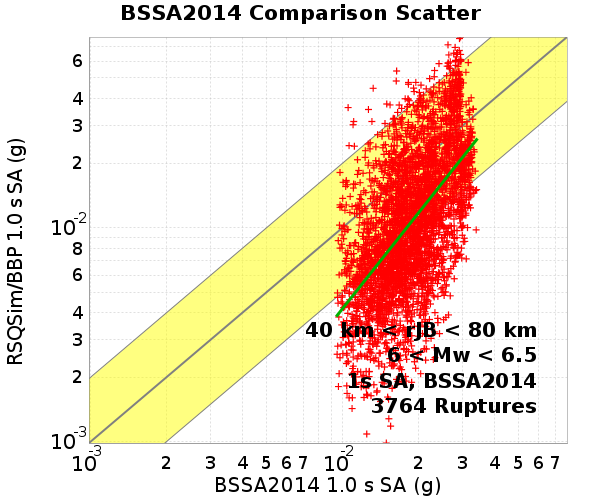 BSSA2014 Comparison Scatter
RSQSim/BBP 1.0 s SA (g)
6
4
3
2
10-2
8
6
4
3
2
10-3
40 km < rJB < 80 km
6 < Mw < 6.5
1s SA, BSSA2014
3764 Ruptures
10-3 2 3 4 5 6 7 10-2 2 3 4 5 6 7
BSSA2014 1.0 s SA (g)